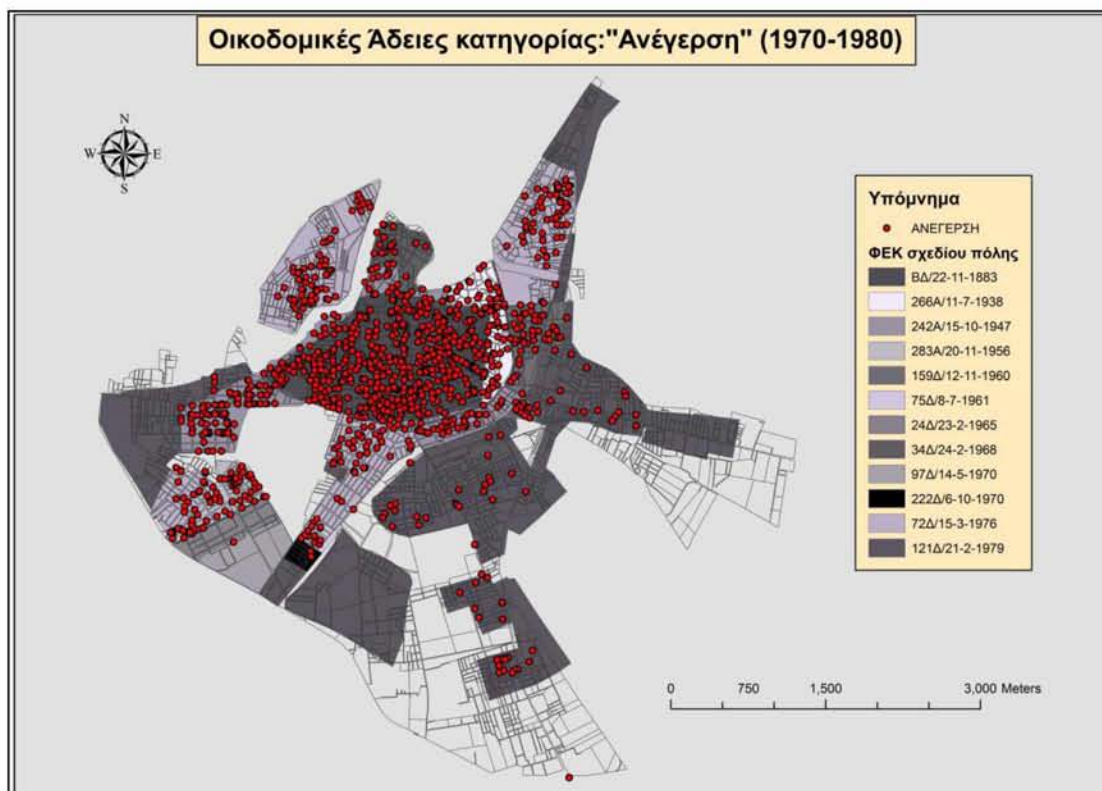 Οικοδομικές Άδειες κατηγορίας:"Ανέγερση" (1970-1980)
N
W E
S
Υπόμνημα
ΑΝΕΓΕΡΣΗ
ΦΕΚ σχεδίου πόλης
ΒΔ/22-11-1883
266Α/11-7-1938
242Α/15-10-1947
283Α/20-11-1956
159Δ/12-11-1960
75Δ/8-7-1961
24Δ/23-2-1965
34Δ/24-2-1968
97Δ/14-5-1970
222Δ/6-10-1970
72Δ/15-3-1976
121Δ/21-2-1979
0 750 1,500 3,000 Meters